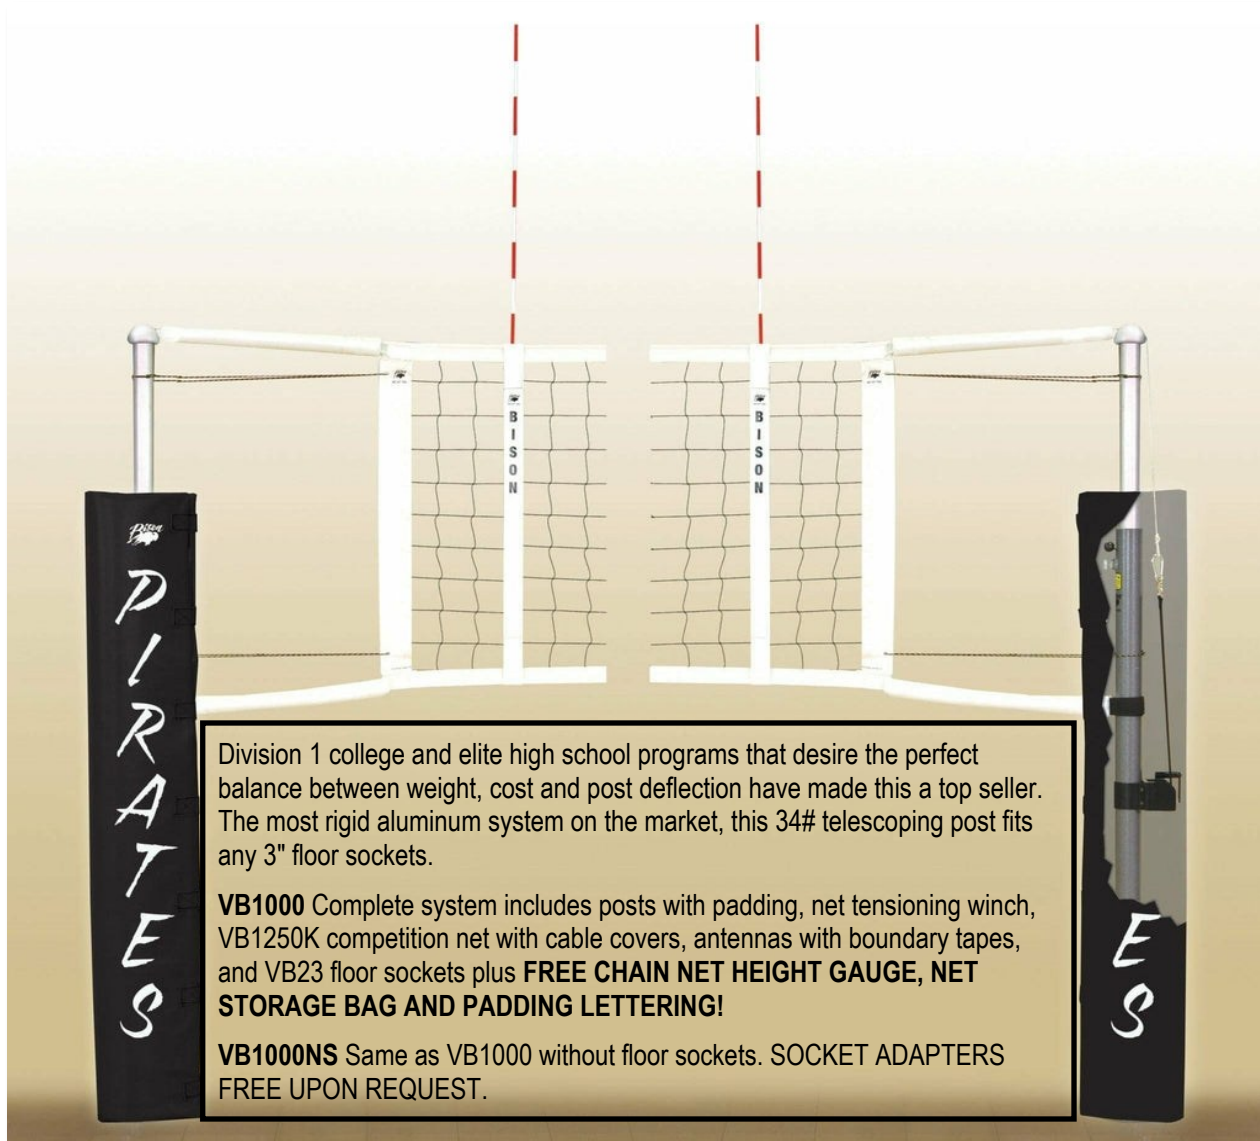 Bison
PIRATES
BISON
BISON
ES
Division 1 college and elite high school programs that desire the perfect
balance between weight, cost and post deflection have made this a top seller.
The most rigid aluminum system on the market, this 34# telescoping post fits
any 3" floor sockets.
VB1000 Complete system includes posts with padding, net tensioning winch,
VB1250K competition net with cable covers, antennas with boundary tapes,
and VB23 floor sockets plus FREE CHAIN NET HEIGHT GAUGE, NET
STORAGE BAG AND PADDING LETTERING!
VB1000NS Same as VB1000 without floor sockets. SOCKET ADAPTERS
FREE UPON REQUEST.